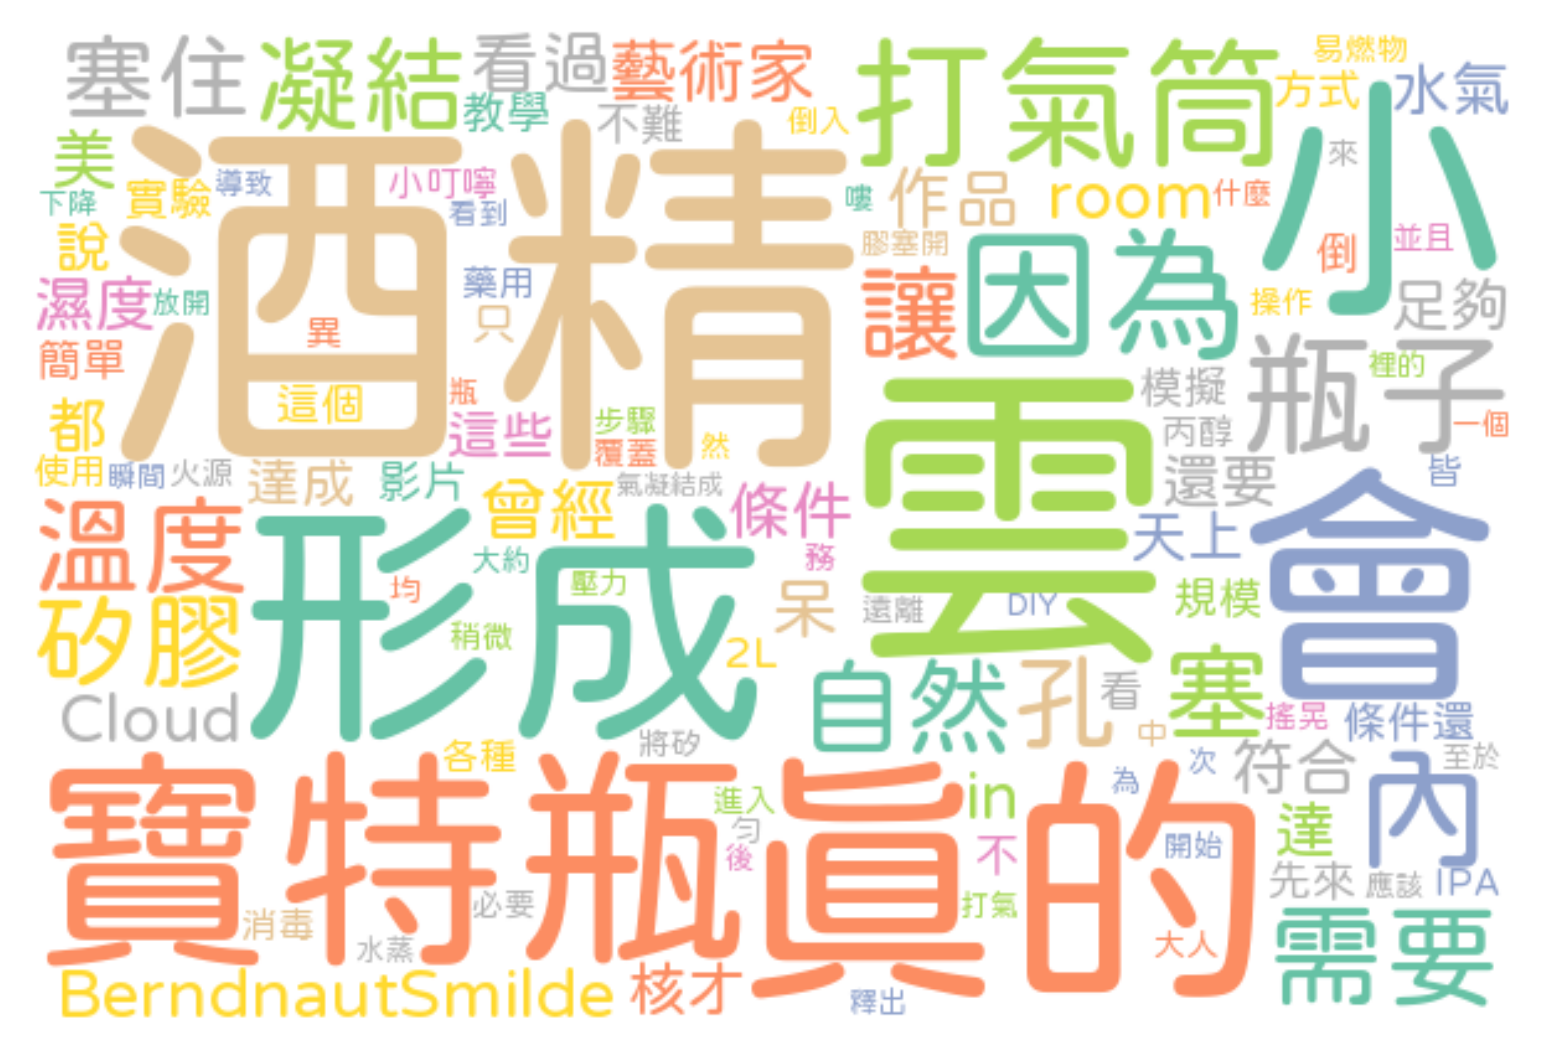 塞住
凝結
看過
藝術家
打氣筒
易燃物
方式
水氣
教學
不難
倒入
小
美
酒精
導致
小叮嚀
看到
下降
實驗
嘍
作品
room
什麼
來
說
膠塞開
因為
倒
並且
濕度
放開
藥用
只
讓
操作
足夠
簡單
異
瓶子
裡的
都
這個
瓶
這些
步驟
覆蓋
然
雲
模擬
丙醇
一個
使用
瞬間
火源
達成
影片
曾經
氣凝結成
條件
還要
皆
會
溫度
形成
大約
均
壓力
務
天上
矽膠
稍微
2L
呆
遠離
DIY
規模
Cloud
將矽
自然
孔
看
塞
搖晃
條件還
中
各種
次
符合
至於
寶特瓶
真的
進入
勻
後
in
不
為
開始
內
達
先來
應該
IPA
消毒
必要
水蒸
打氣
大人
需要
BerndnautSmilde
核才
釋出